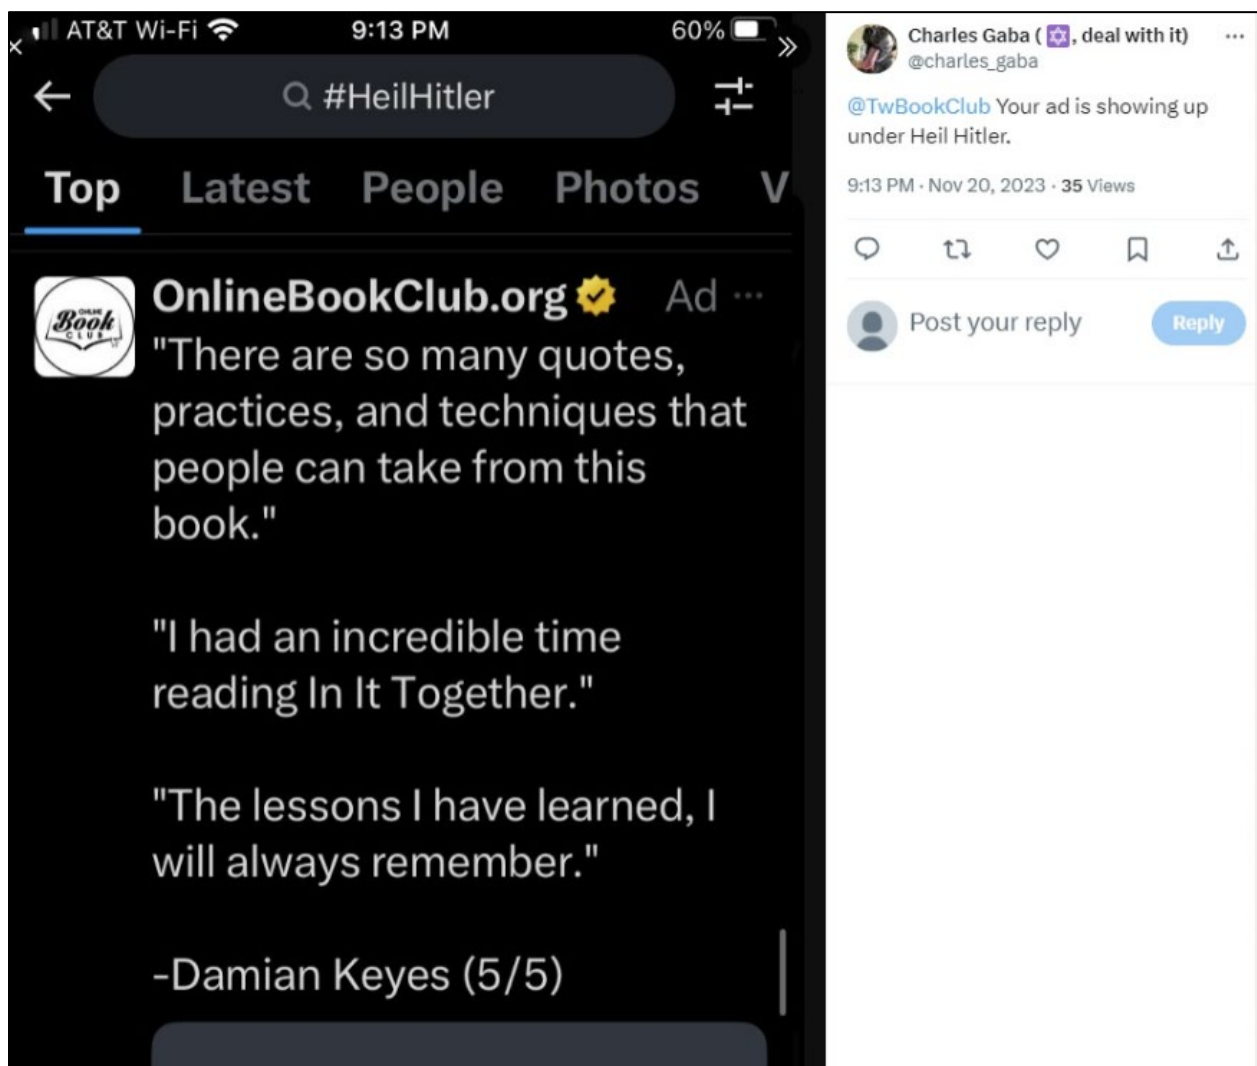 AT&T Wi-Fi 9:13 PM 60%
#HeilHitler
Top Latest People Photos V
OnlineBookClub.org Ad
ONLINE
Book
CLUB
"There are so many quotes,
practices, and techniques that
people can take from this
book."
"I had an incredible time
reading In It Together."
"The lessons I have learned, I
will always remember."
-Damian Keyes (5/5)
Charles Gaba ( ✡, deal with it)
@charles_gaba
@TwBookClub Your ad is showing up
under Heil Hitler.
9:13 PM · Nov 20, 2023 · 35 Views
Post your reply
Reply